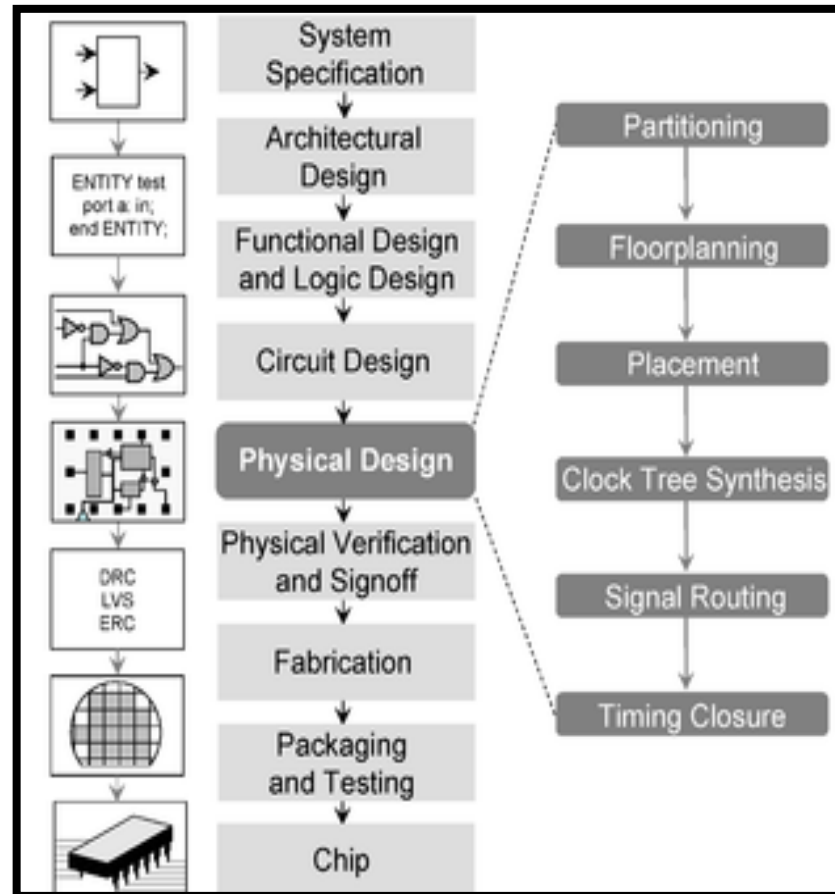 System
Specification
Architectural
Design
Functional Design
and Logic Design
Circuit Design
Physical Design
Physical Verification
and Signoff
Fabrication
Packaging
and Testing
Chip
ENTITY test
port a: in;
end ENTITY;
DRC
LVS
ERC
Partitioning
Floorplanning
Placement
Clock Tree Synthesis
Signal Routing
Timing Closure